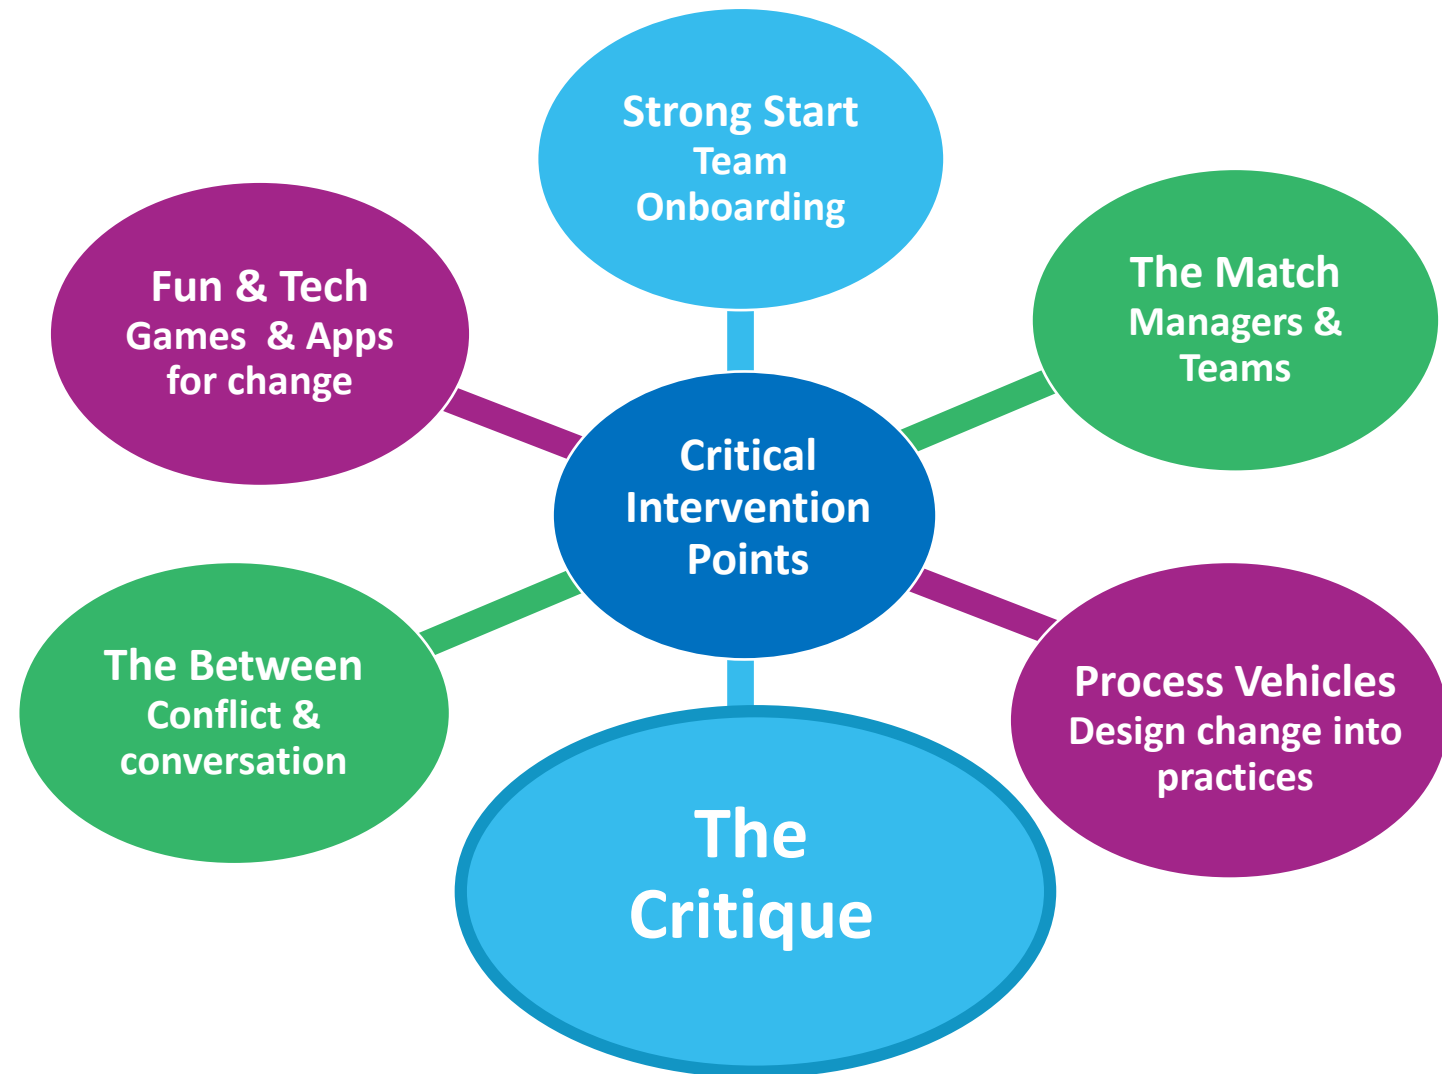 Strong Start
Team
Onboarding
The Match
Managers &
Teams
Process Vehicles
Design change into
practices
The
Critique
The Between
Conflict &
conversation
Fun & Tech
Games  & Apps
for change
Critical
Intervention
Points